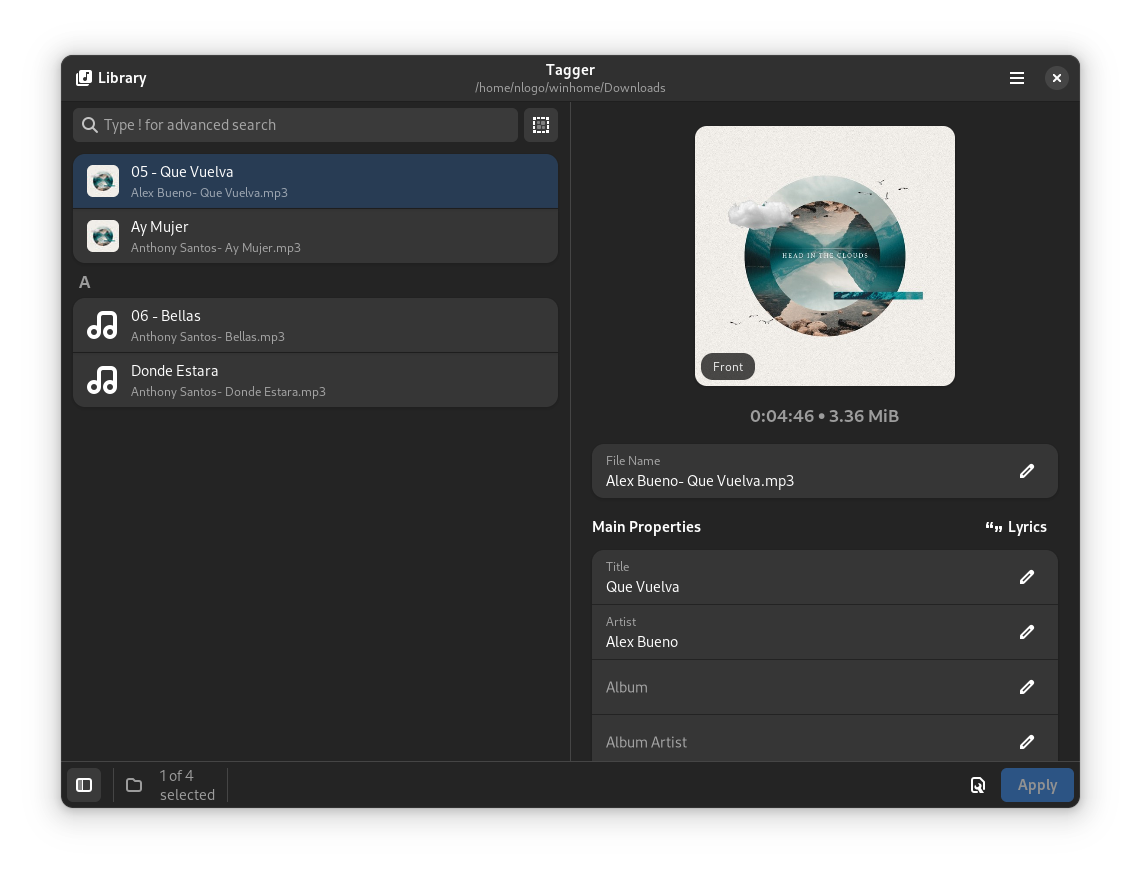 Library
Tagger
/home/nlogo/winhome/Downloads
Type ! for advanced search
05 - Que Vuelva
Alex Bueno- Que Vuelva.mp3
Ay Mujer
Anthony Santos- Ay Mujer.mp3
A
06 - Bellas
Anthony Santos- Bellas.mp3
Donde Estara
Anthony Santos- Donde Estara.mp3
HEAD IN THE CLOUDS
Front
0:04:46 • 3.36 MiB
File Name
Alex Bueno- Que Vuelva.mp3
Main Properties
Lyrics
Title
Que Vuelva
Artist
Alex Bueno
Album
Album Artist
1 of 4
selected
Apply